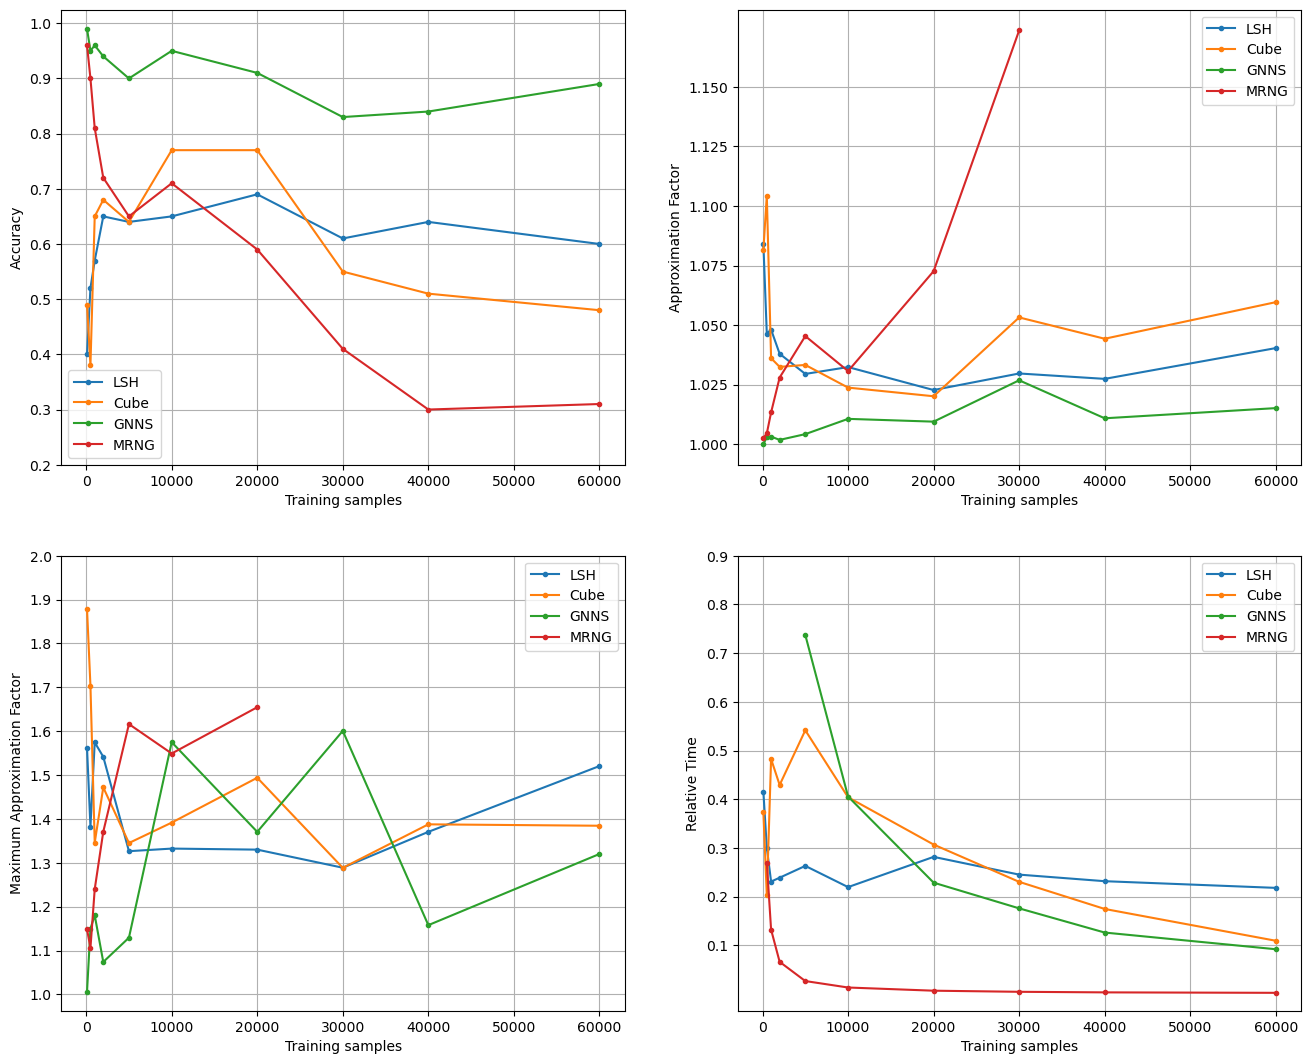 1.0
0.9
0.8
0.7
0.6
0.5
0.4
0.3
0.2
Accuracy
LSH
Cube
GNNS
MRNG
0 10000 20000 30000 40000 50000 60000
Training samples
1.150
1.125
1.100
1.075
1.050
1.025
1.000
Approximation Factor
LSH
Cube
GNNS
MRNG
0 10000 20000 30000 40000 50000 60000
Training samples
2.0
1.9
1.8
1.7
1.6
1.5
1.4
1.3
1.2
1.1
1.0
Maximum Approximation Factor
LSH
Cube
GNNS
MRNG
0 10000 20000 30000 40000 50000 60000
Training samples
0.9
0.8
0.7
0.6
0.5
0.4
0.3
0.2
0.1
Relative Time
LSH
Cube
GNNS
MRNG
0 10000 20000 30000 40000 50000 60000
Training samples